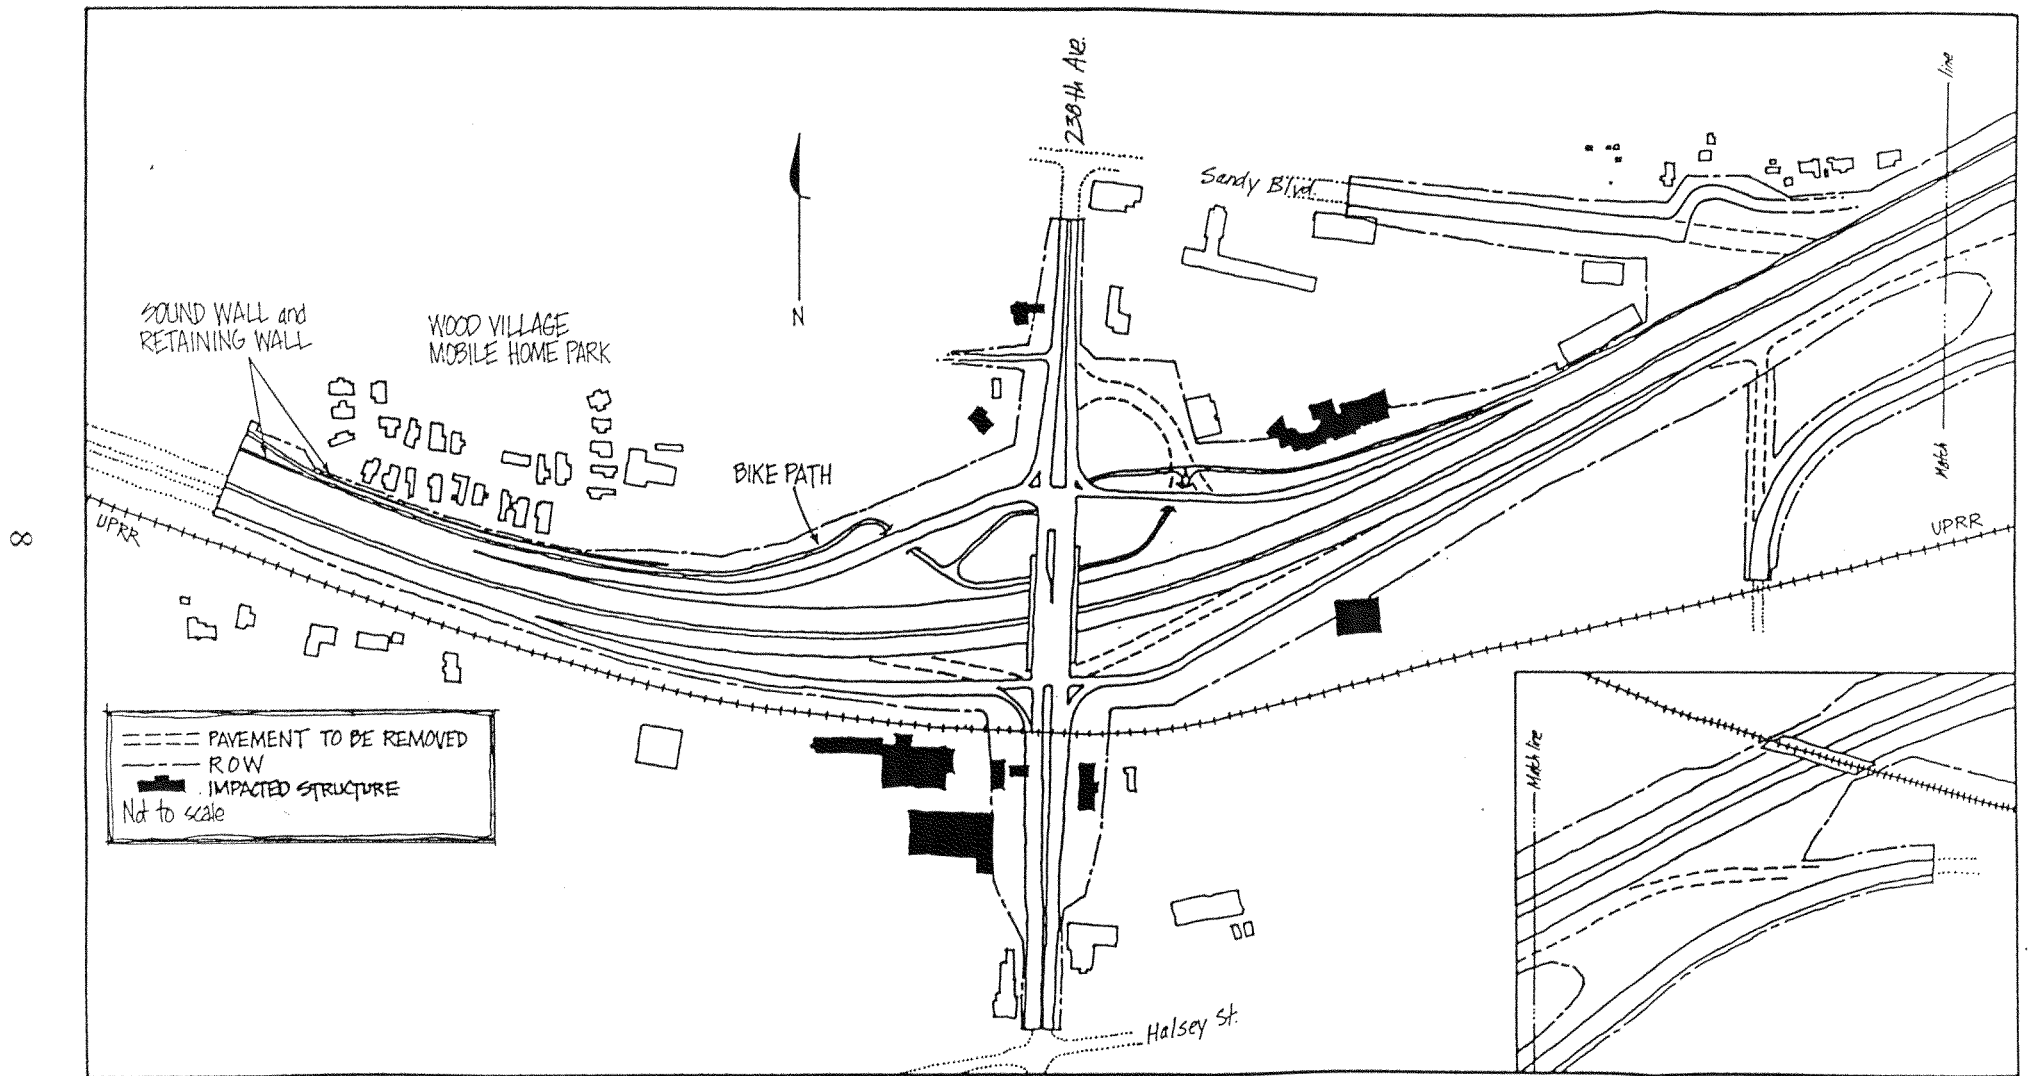 238th Ave.
line
Sandy Blvd.
N
SOUND WALL and
RETAINING WALL
WOOD VILLAGE
MOBILE HOME PARK
BIKE PATH
Match
UPRR
UPRR
8
PAVEMENT TO BE REMOVED
ROW
IMPACTED STRUCTURE
Not to scale
Match line
Halsey St.